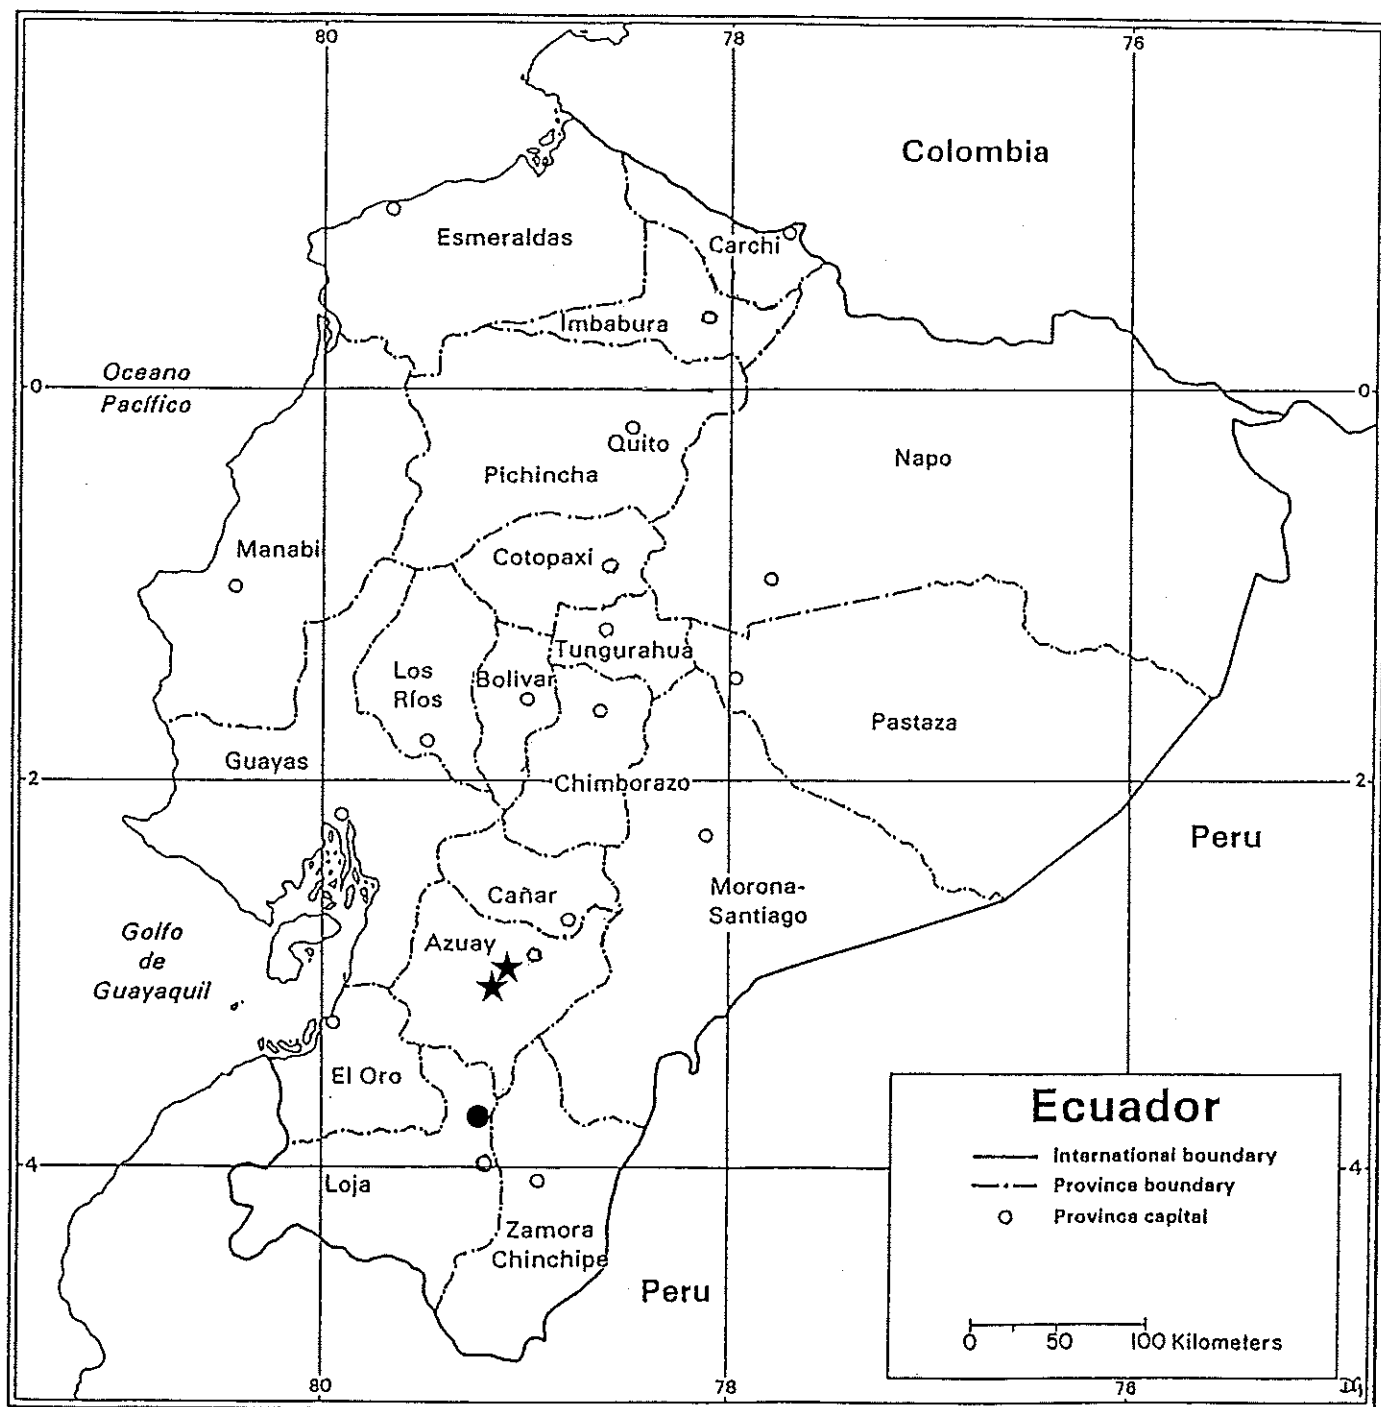 80
78
76
Colombia
Esmeraldas
Carchi
Imbabura
Oceano
Pacífico
0
0
Quito
Napo
Pichincha
Manabi
Cotopaxi
Tungurahua
Los
Ríos
Bolivar
Pastaza
Guayas
2
Chimborazo
2
Peru
Cañar
Morona-
Santiago
Golfo
de
Guayaquil
Azuay
El Oro
Ecuador
International boundary
Province boundary
Province capital
4
4
Loja
Zamora
Chinchipe
Peru
0 50 100 Kilometers
80
78
76